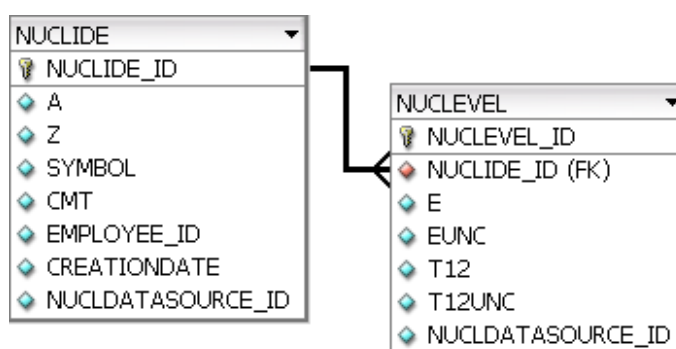 NUCLIDE
NUCLIDE_ID
A
Z
SYMBOL
CMT
EMPLOYEE_ID
CREATIONDATE
NUCLDATASOURCE_ID
NUCLEVEL
NUCLEVEL_ID
NUCLIDE_ID (FK)
E
EUNC
T12
T12UNC
NUCLDATASOURCE_ID